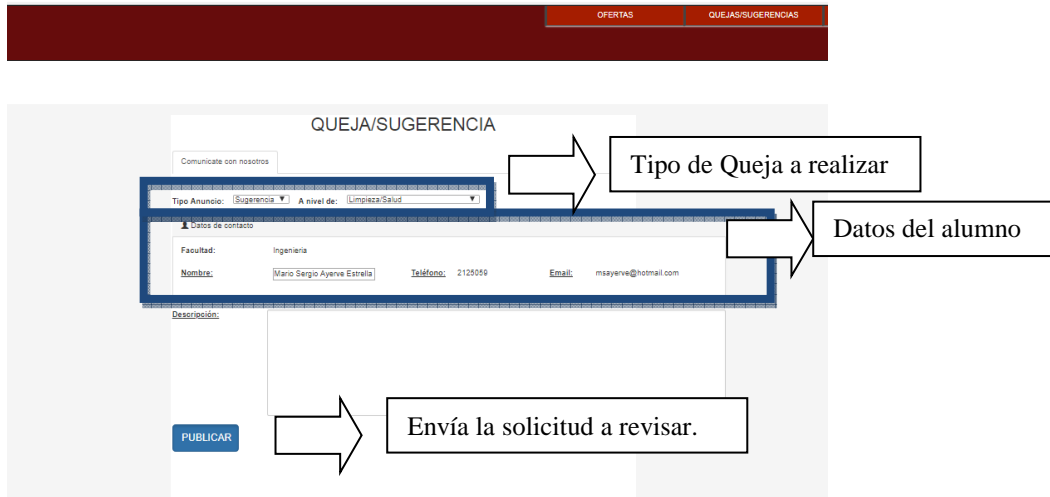 OFERTAS QUEJAS/SUGERENCIAS
QUEJA/SUGERENCIA
Comunicate con nosotros
Tipo de Queja a realizar
Tipo Anuncio: Sugerencia ▼ A nivel de: Limpieza/Salud ▼
Datos de contacto
Datos del alumno
Facultad: Ingenieria
Nombre: Mario Sergio Ayerve Estrella Teléfono: 2125059 Email: msayerve@hotmail.com
Descripción:
Envía la solicitud a revisar.
PUBLICAR